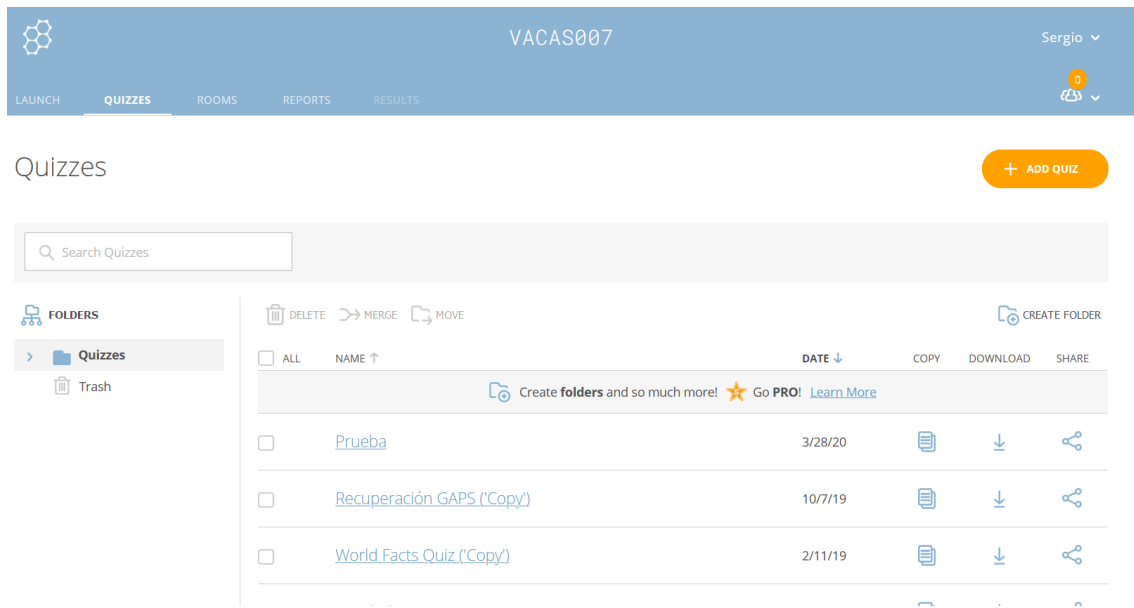 VACAS007
Sergio
0
LAUNCH QUIZZES ROOMS REPORTS RESULTS
Quizzes
+ ADD QUIZ
Search Quizzes
FOLDERS
Quizzes
Trash
DELETE MERGE MOVE CREATE FOLDER
ALL NAME ↑ DATE ↓ COPY DOWNLOAD SHARE
Create folders and so much more! Go PRO! Learn More
Prueba 3/28/20
Recuperación GAPS ('Copy') 10/7/19
World Facts Quiz ('Copy') 2/11/19